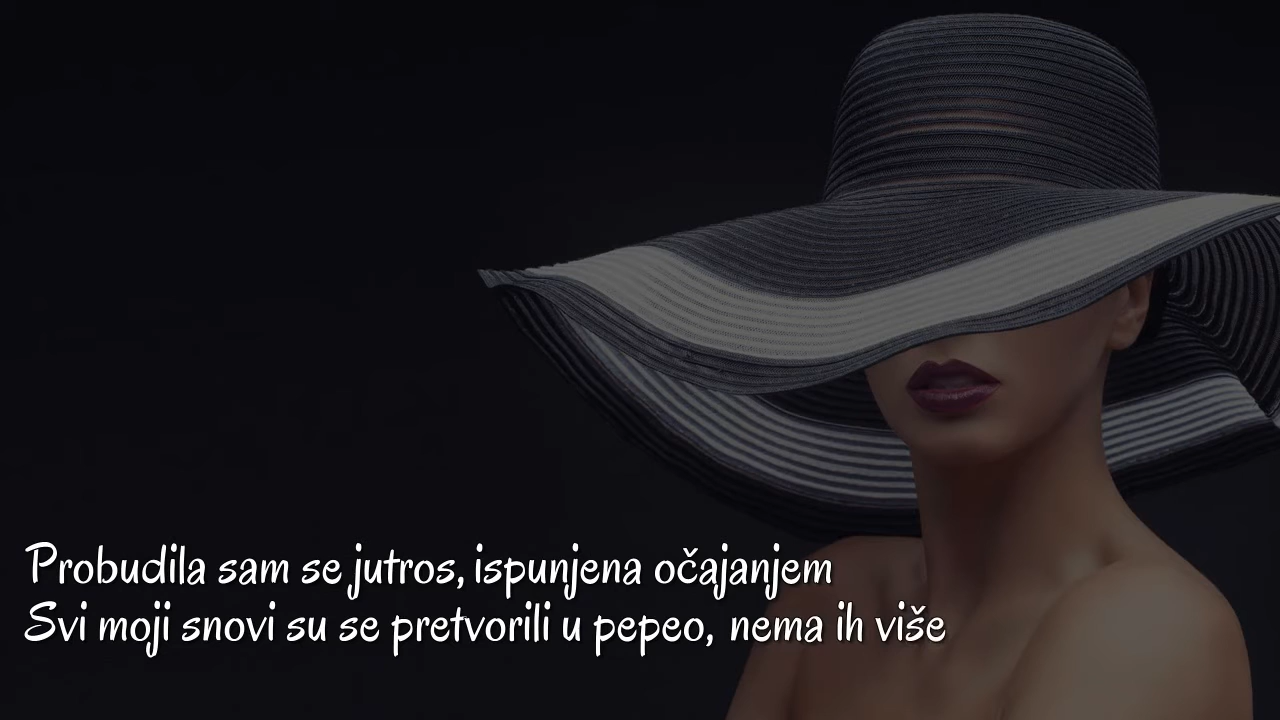 Probudila sam se jutros, ispunjena očajanjem
Svi moji snovi su se pretvorili u pepeo, nema ih više